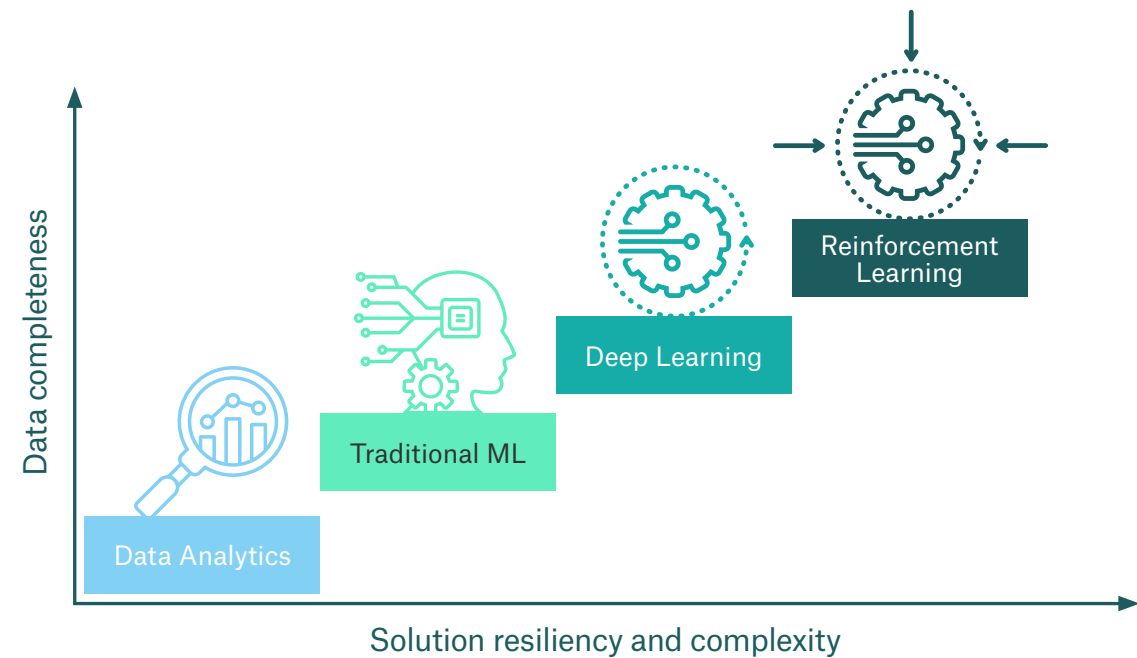 Data completeness
Reinforcement
Learning
Deep Learning
Traditional ML
Data Analytics
Solution resiliency and complexity